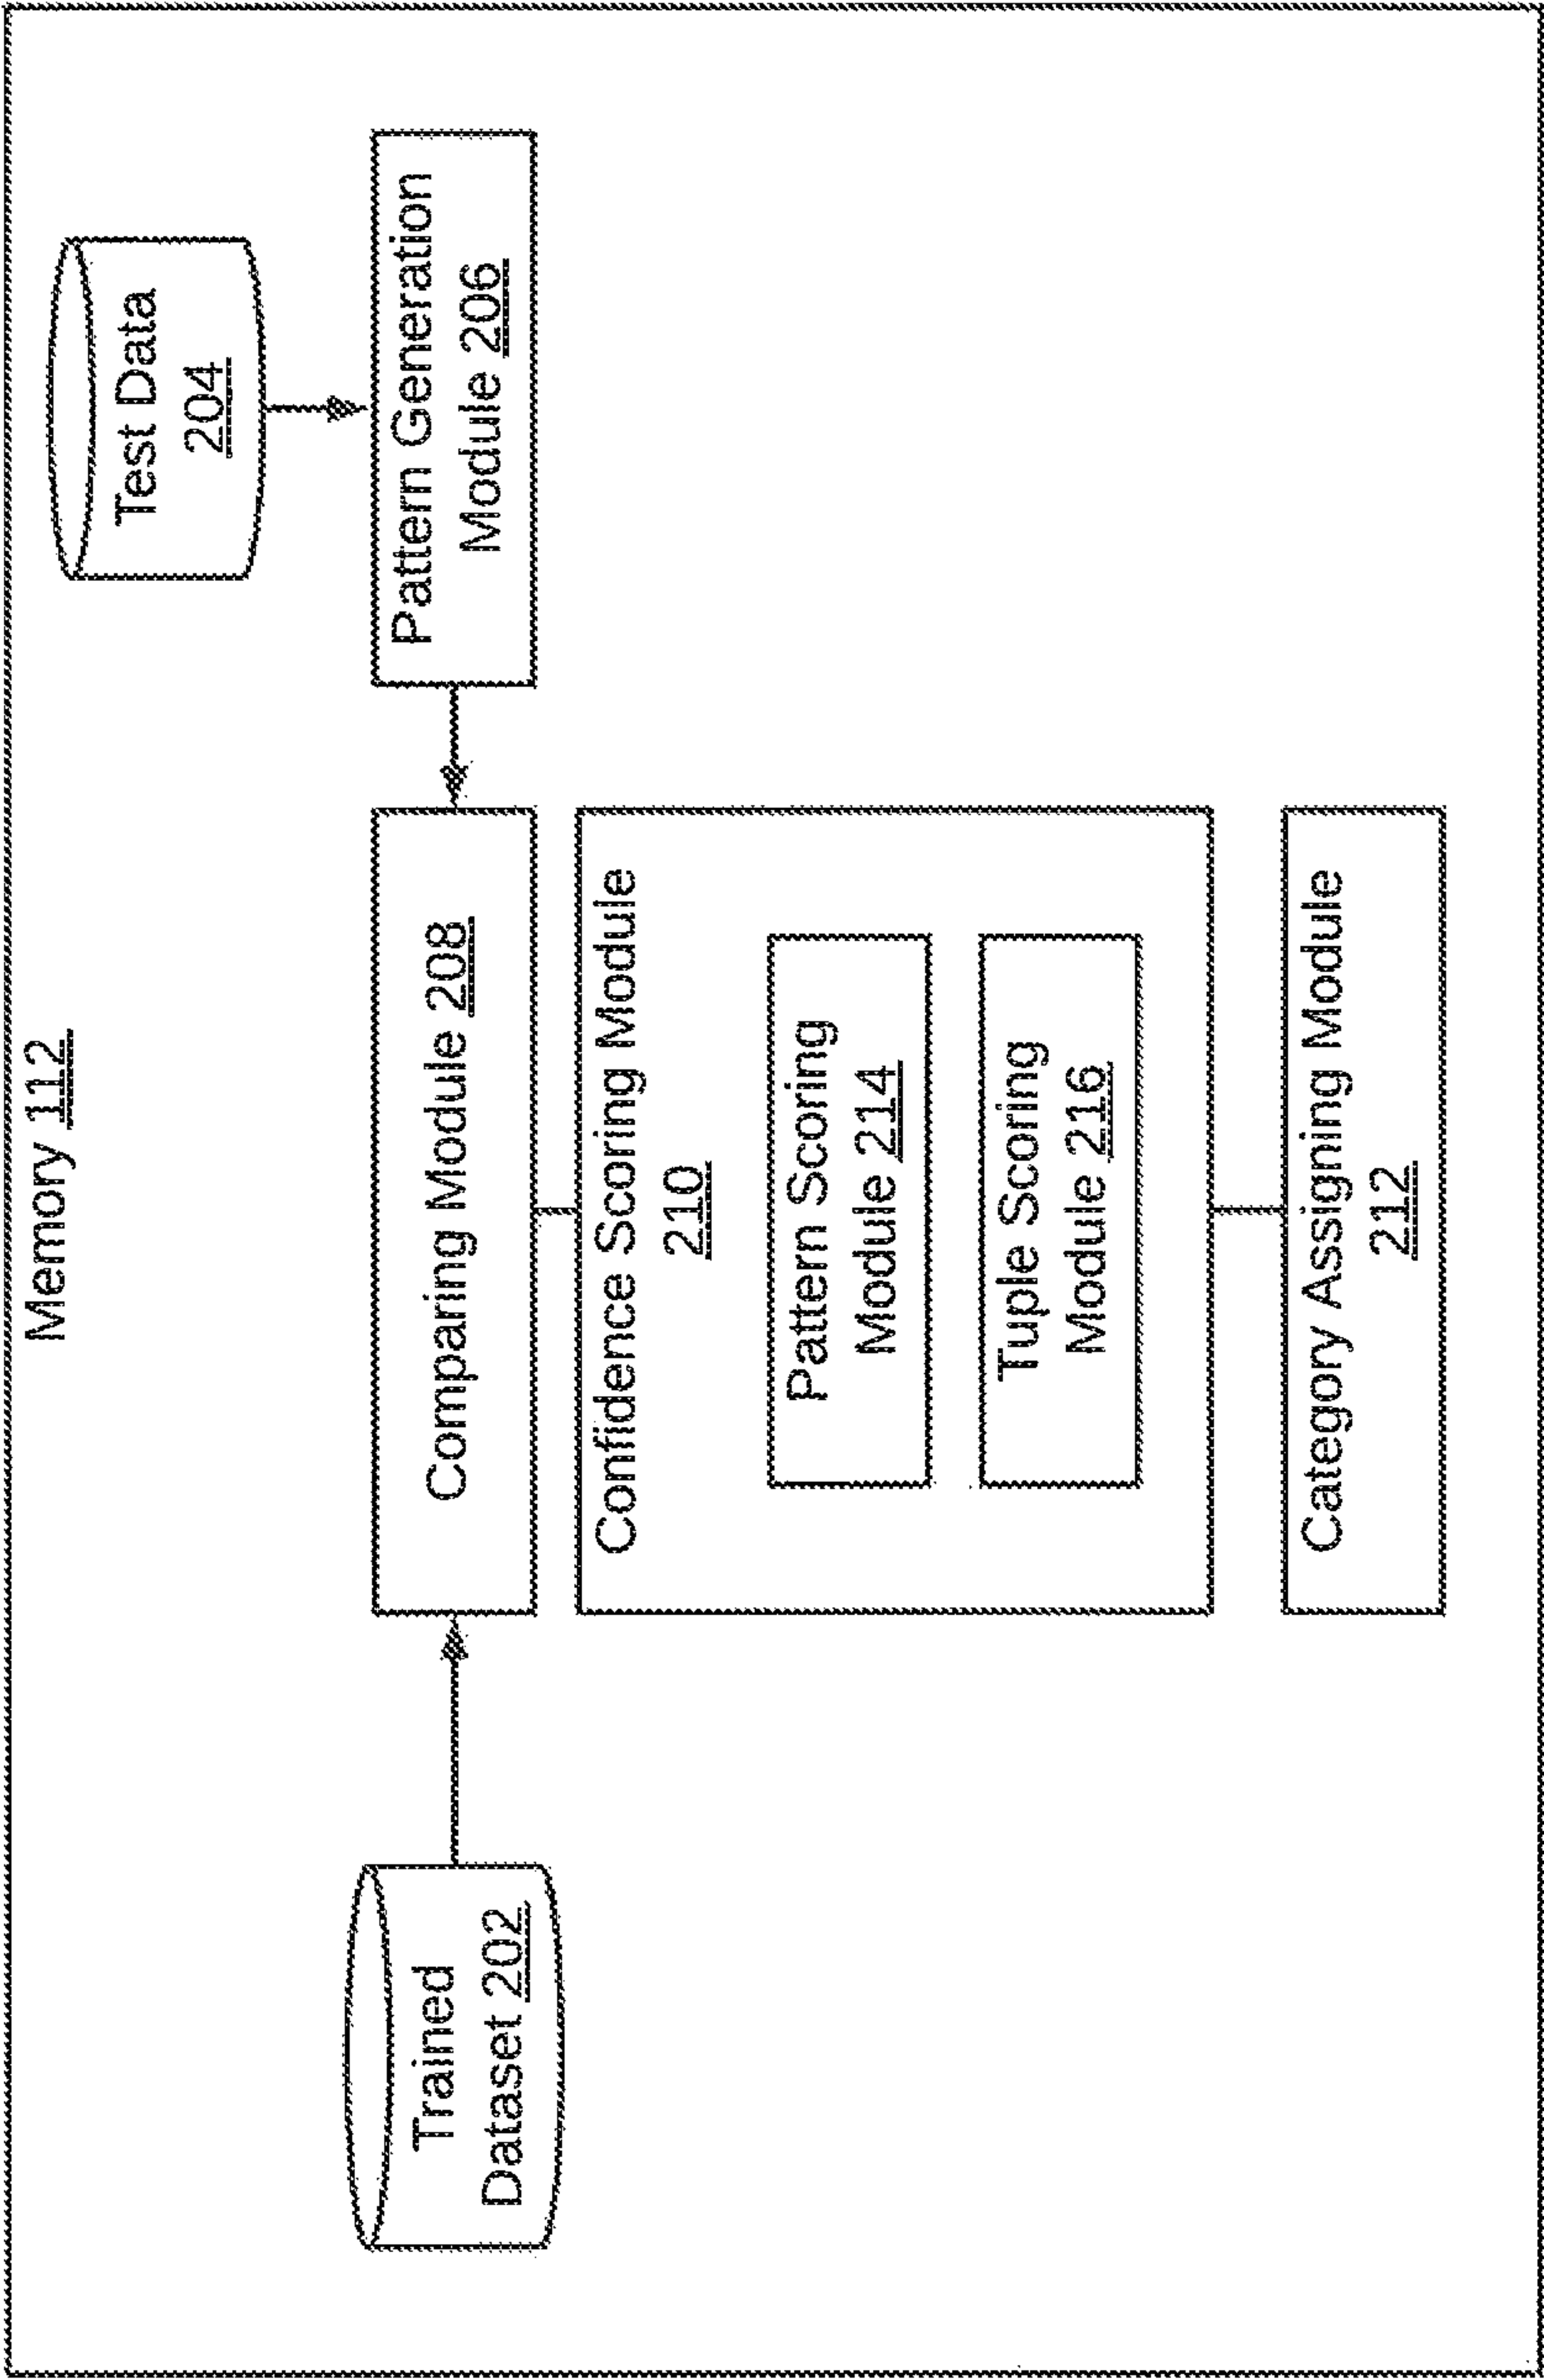 Memory 112
Test Data
204
Trained
Dataset 202
Comparing Module 208
Pattern Generation
Module 206
Confidence Scoring Module
210
Pattern Scoring
Module 214
Tuple Scoring
Module 216
Category Assigning Module
212